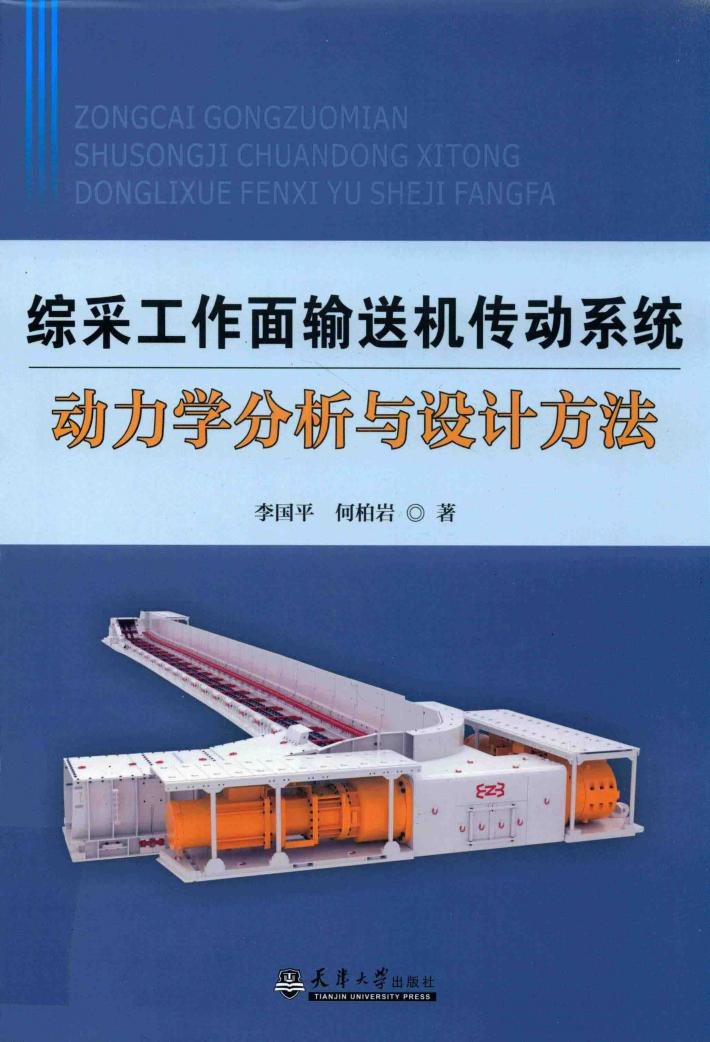 ZONGCAI GONGZUOMIAN
SHUSONGJI CHUANDONG XITONG
DONGLIXUE FENXI YU SHEJI FANGFA
综采工作面输送机传动系统
动力学分析与设计方法
李国平 何柏岩 ◎ 著
天津大学出版社
TIANJIN UNIVERSITY PRESS